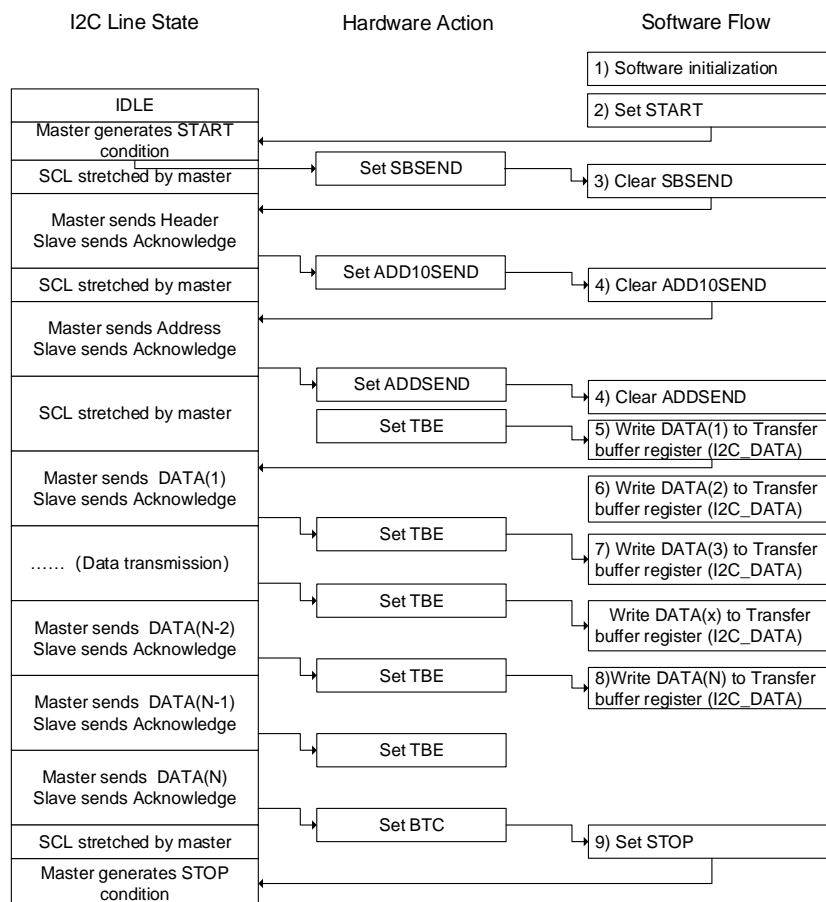 I2C Line State
Hardware Action
Software Flow
1) Software initialization
IDLE
2) Set START
Master generates START
condition
SCL stretched by master
Set SBSEND
3) Clear SBSEND
Master sends Header
Slave sends Acknowledge
SCL stretched by master
Set ADD10SEND
4) Clear ADD10SEND
Master sends Address
Slave sends Acknowledge
SCL stretched by master
Set ADDSEND
4) Clear ADDSEND
Set TBE
5) Write DATA(1) to Transfer
buffer register (I2C_DATA)
Master sends DATA(1)
Slave sends Acknowledge
6) Write DATA(2) to Transfer
buffer register (I2C_DATA)
Set TBE
7) Write DATA(3) to Transfer
buffer register (I2C_DATA)
...... (Data transmission)
Set TBE
Write DATA(x) to Transfer
buffer register (I2C_DATA)
Master sends DATA(N-2)
Slave sends Acknowledge
Set TBE
8)Write DATA(N) to Transfer
buffer register (I2C_DATA)
Master sends DATA(N-1)
Slave sends Acknowledge
Set TBE
Master sends DATA(N)
Slave sends Acknowledge
Set BTC
SCL stretched by master
9) Set STOP
Master generates STOP
condition